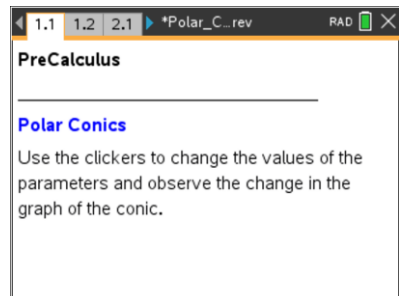 1.1 1.2 2.1 *Polar_C...rev RAD
PreCalculus
Polar Conics
Use the clickers to change the values of the
parameters and observe the change in the
graph of the conic.